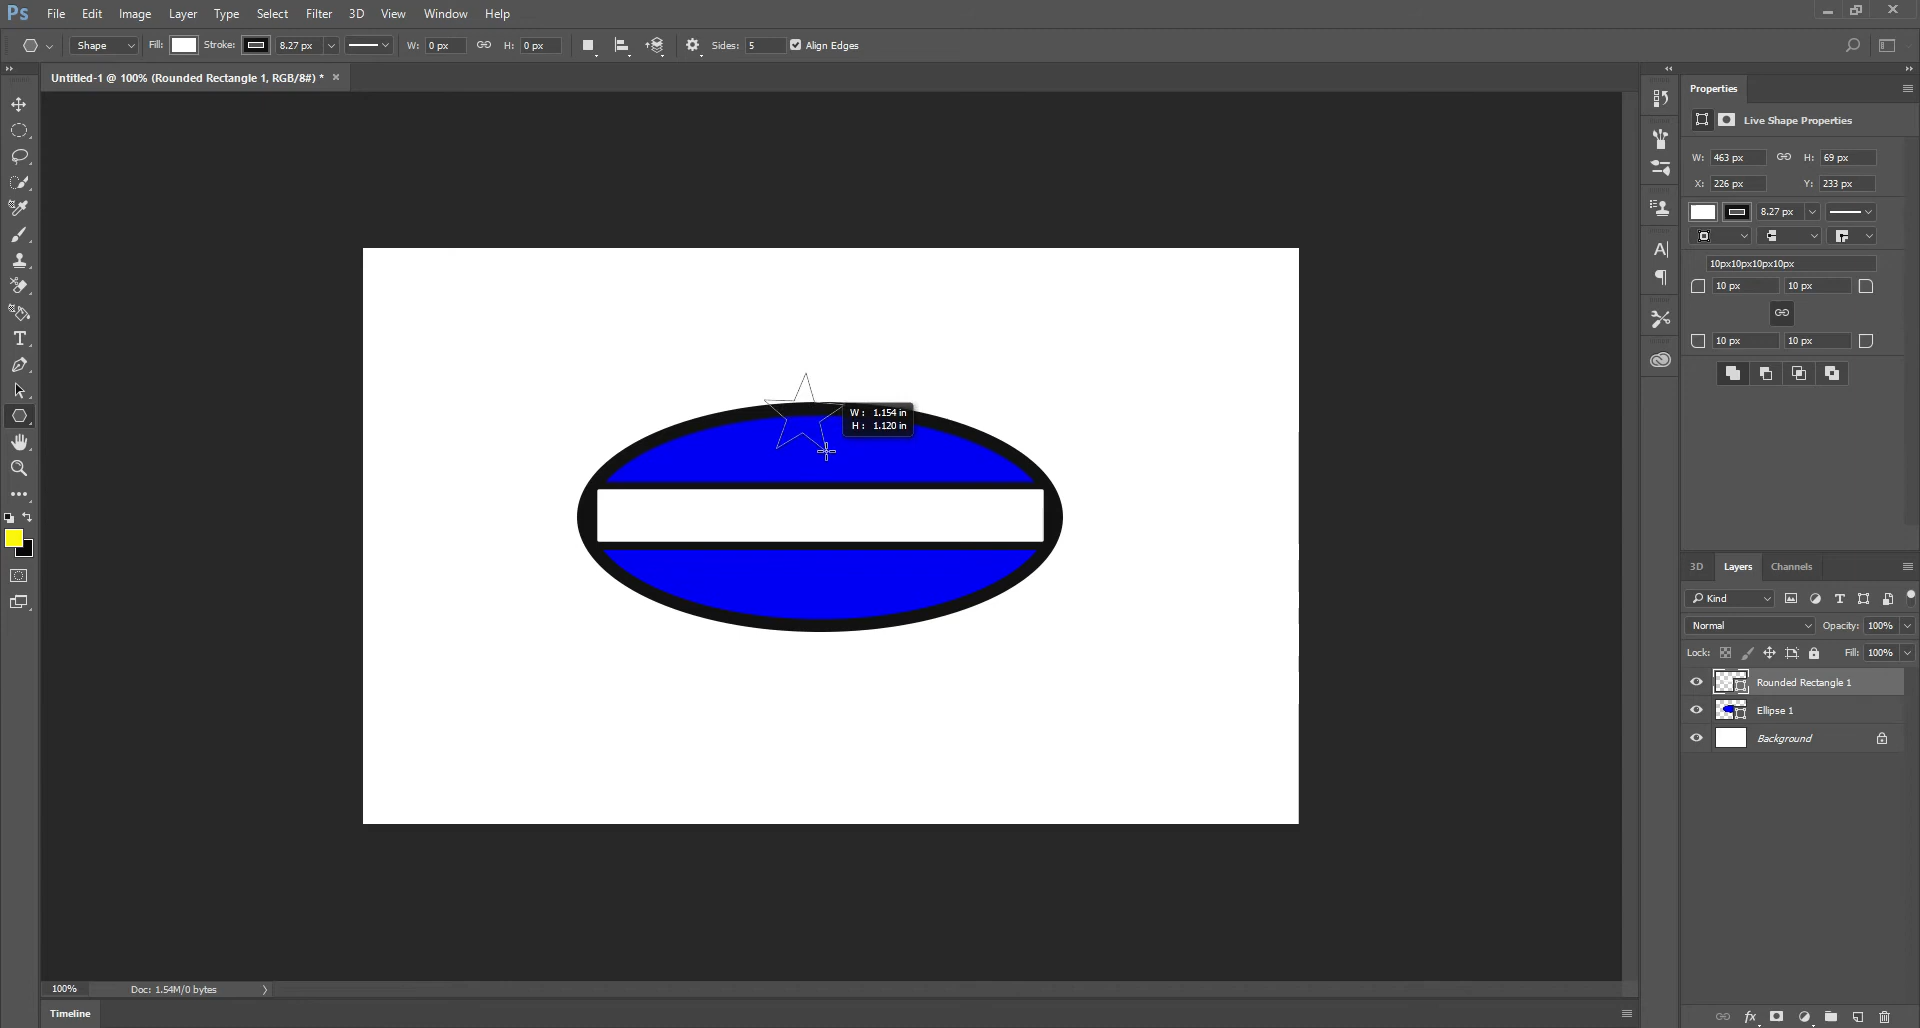 Ps File Edit Image Layer Type Select Filter 3D View Window Help
Shape Fill: Stroke: 8.27 px W: 0 px H: 0 px Sides: 5 Align Edges
Untitled-1 @ 100% (Rounded Rectangle 1, RGB/8#) * ×
Properties
Live Shape Properties
W: 463 px H: 69 px
X: 226 px Y: 233 px
8.27 px
10px10px10px10px
10 px 10 px
10 px 10 px
W : 1.154 in
H : 1.120 in
3D Layers Channels
Kind
Normal Opacity: 100%
Lock: Fill: 100%
Rounded Rectangle 1
Ellipse 1
Background
fx
100% Doc: 1.54M/0 bytes
Timeline